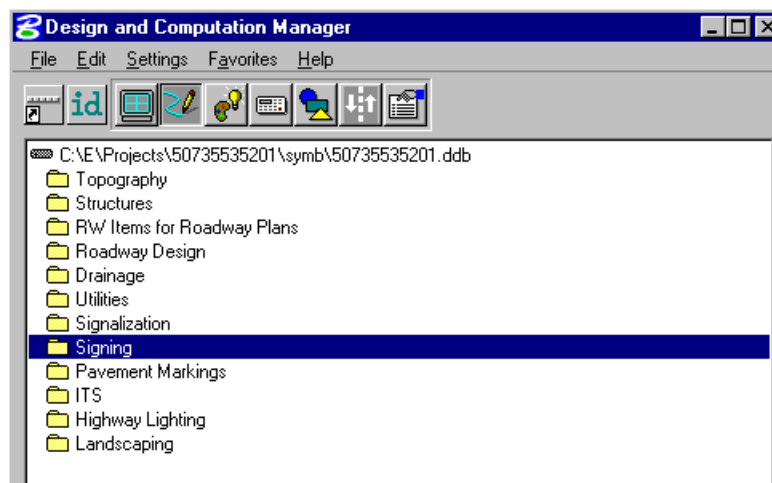 Design and Computation Manager
File Edit Settings Favorites Help
id
C:\E\Projects\50735535201\symb\50735535201.ddb
Topography
Structures
RW Items for Roadway Plans
Roadway Design
Drainage
Utilities
Signalization
Signing
Pavement Markings
ITS
Highway Lighting
Landscaping